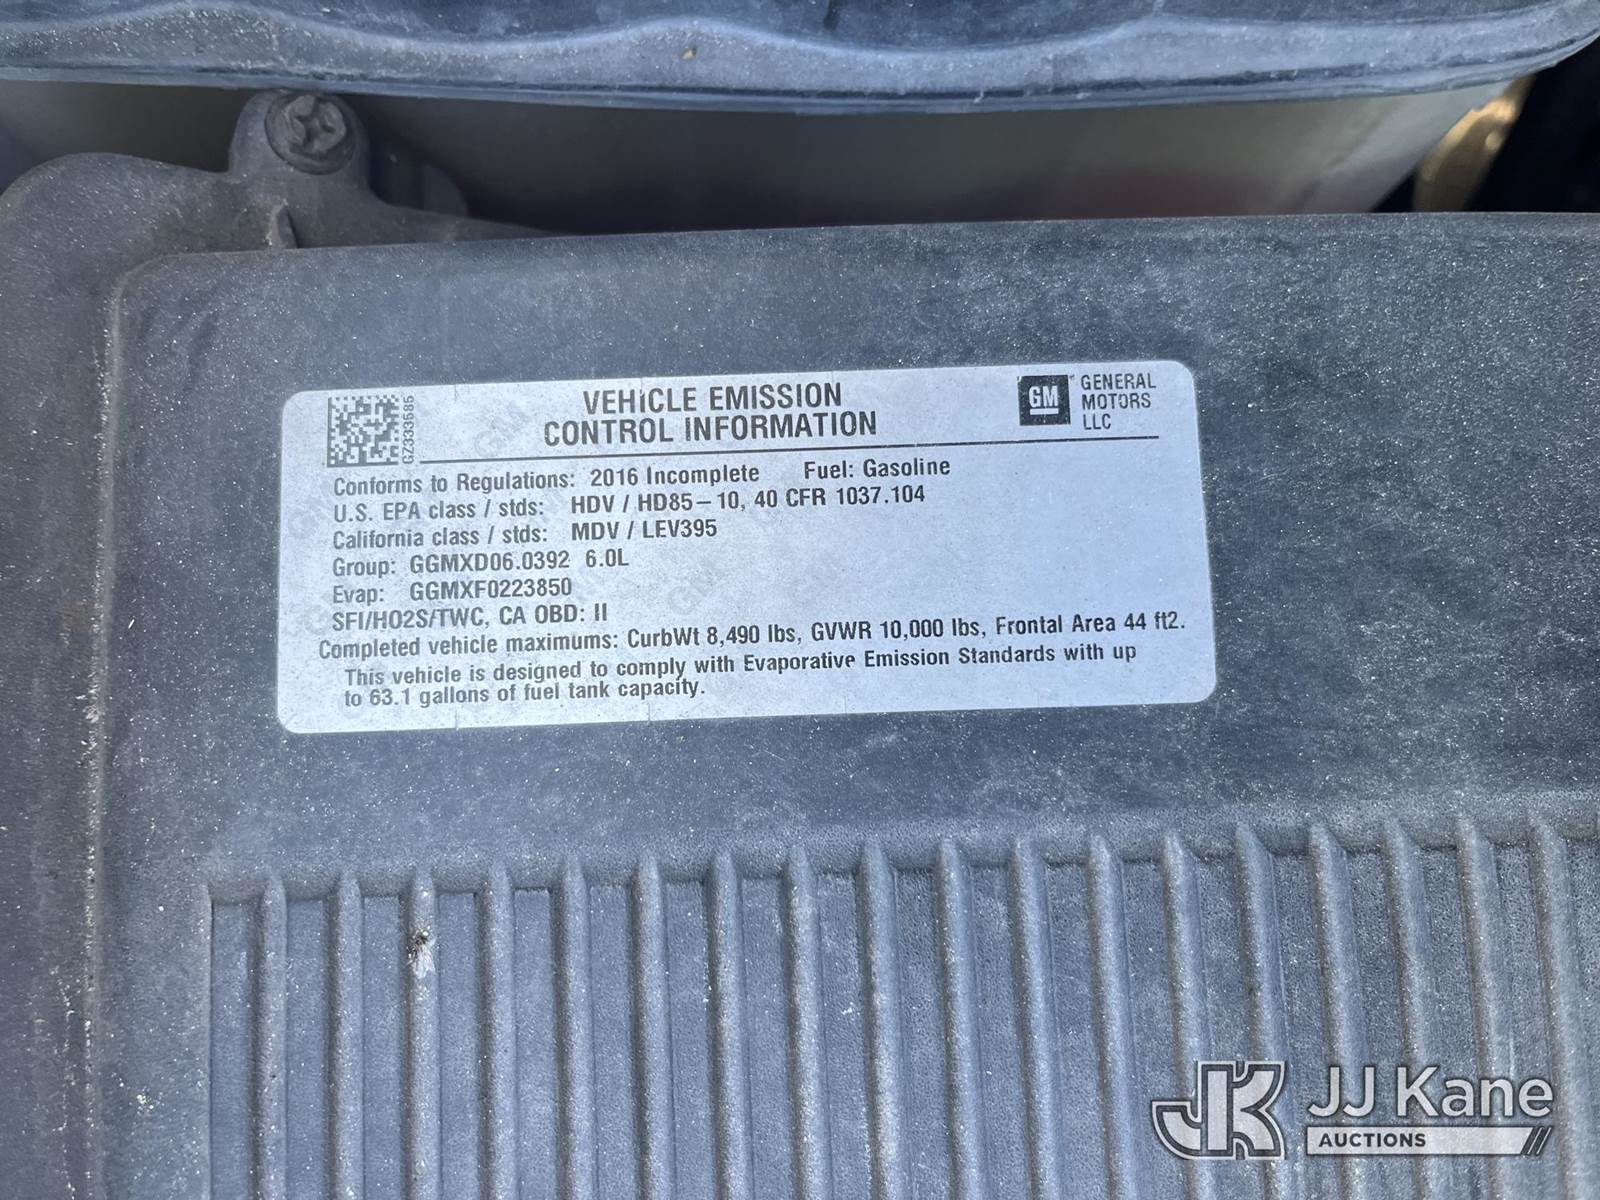 GZ333585
VEHICLE EMISSION
CONTROL INFORMATION
GM
GENERAL
MOTORS
LLC
Conforms to Regulations: 2016 Incomplete Fuel: Gasoline
U.S. EPA class / stds: HDV / HD85-10, 40 CFR 1037.104
California class / stds: MDV / LEV395
Group: GGMXD06.0392 6.0L
Evap: GGMXF0223850
SFI/HO2S/TWC, CA OBD: II
Completed vehicle maximums: CurbWt 8,490 lbs, GVWR 10,000 lbs, Frontal Area 44 ft2.
This vehicle is designed to comply with Evaporative Emission Standards with up
to 63.1 gallons of fuel tank capacity.
JK
JJ Kane
AUCTIONS